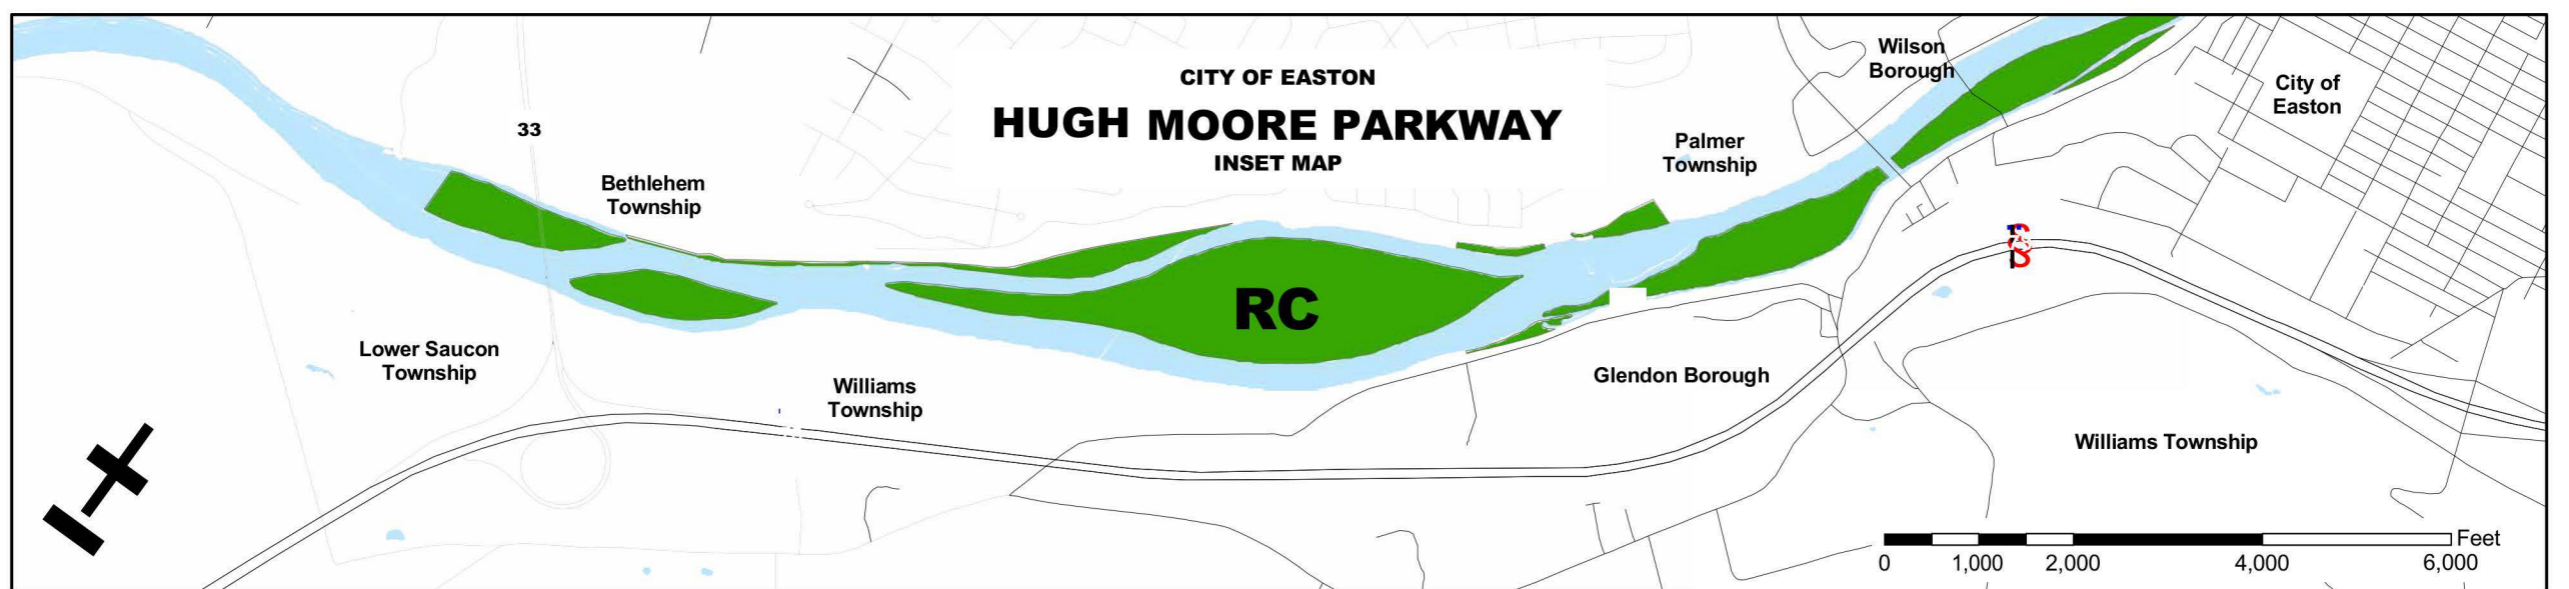 CITY OF EASTON
HUGH MOORE PARKWAY
INSET MAP
Wilson
Borough
City of
Easton
33
Palmer
Township
Bethlehem
Township
RC
Lower Saucon
Township
Williams
Township
Glendon Borough
Williams Township
Feet
0 1,000 2,000 4,000 6,000